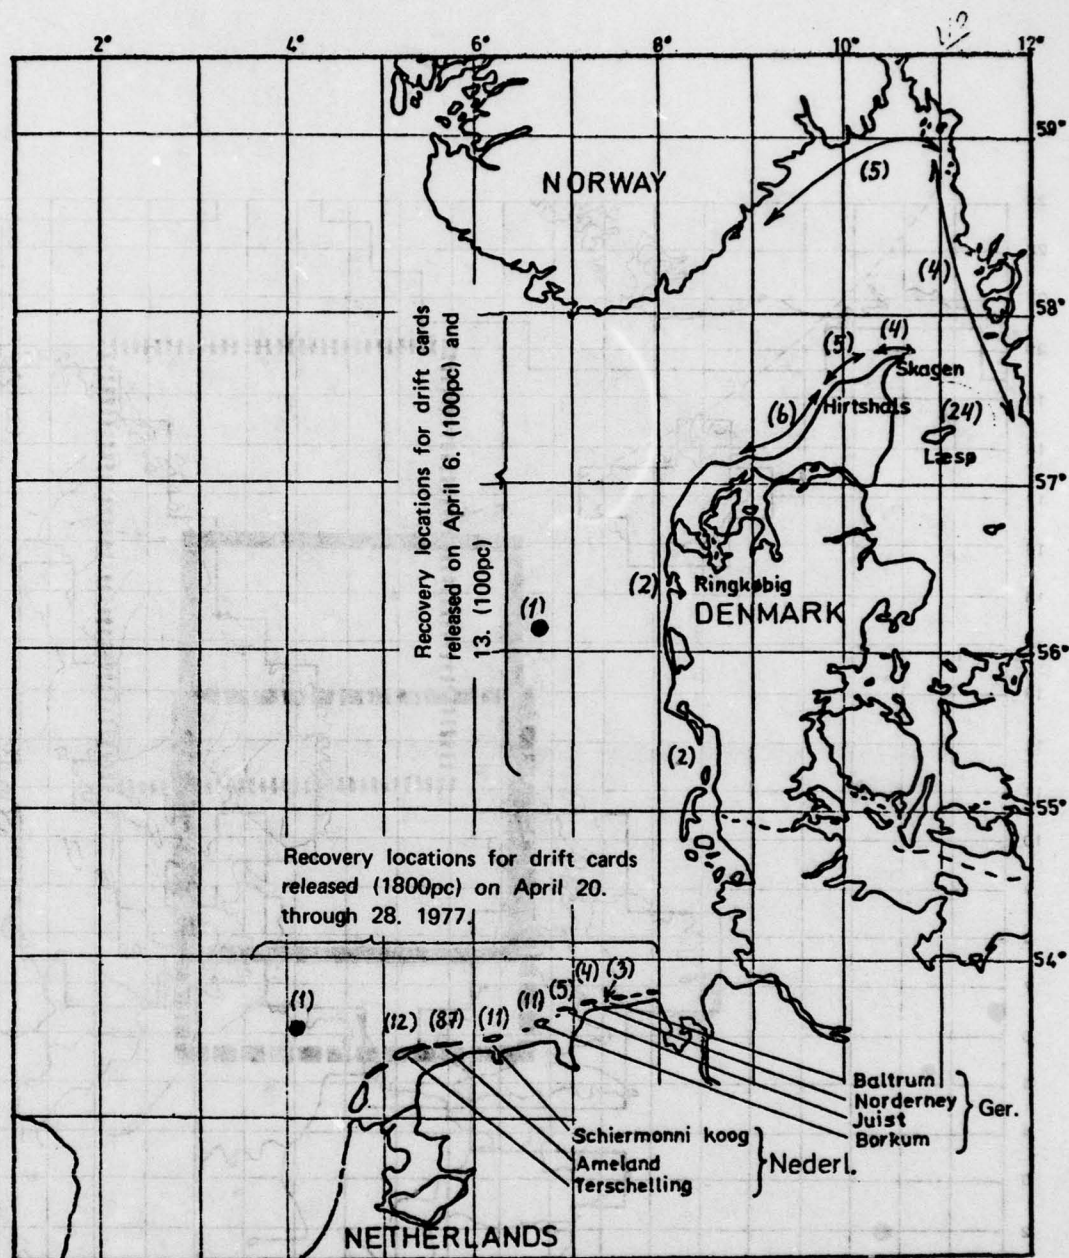 2° 4° 6° 8° 10° 12°
59°
NORWAY
(5)
(4)
58°
(4)
(5)
Skagen
Hirtshals
(6)
(24)
Læsø
57°
Recovery locations for drift cards
released on April 6. (100pc) and
13. (100pc)
(2)
Ringkøbig
DENMARK
(1)
56°
(2)
55°
Recovery locations for drift cards
released (1800pc) on April 20.
through 28. 1977.
54°
(1)
(12) (87) (11) (11) (5) (4) (3)
Baltrum
Norderney
Juist
Borkum
Ger.
Schiermonni koog
Ameland
Terschelling
Nederl.
NETHERLANDS